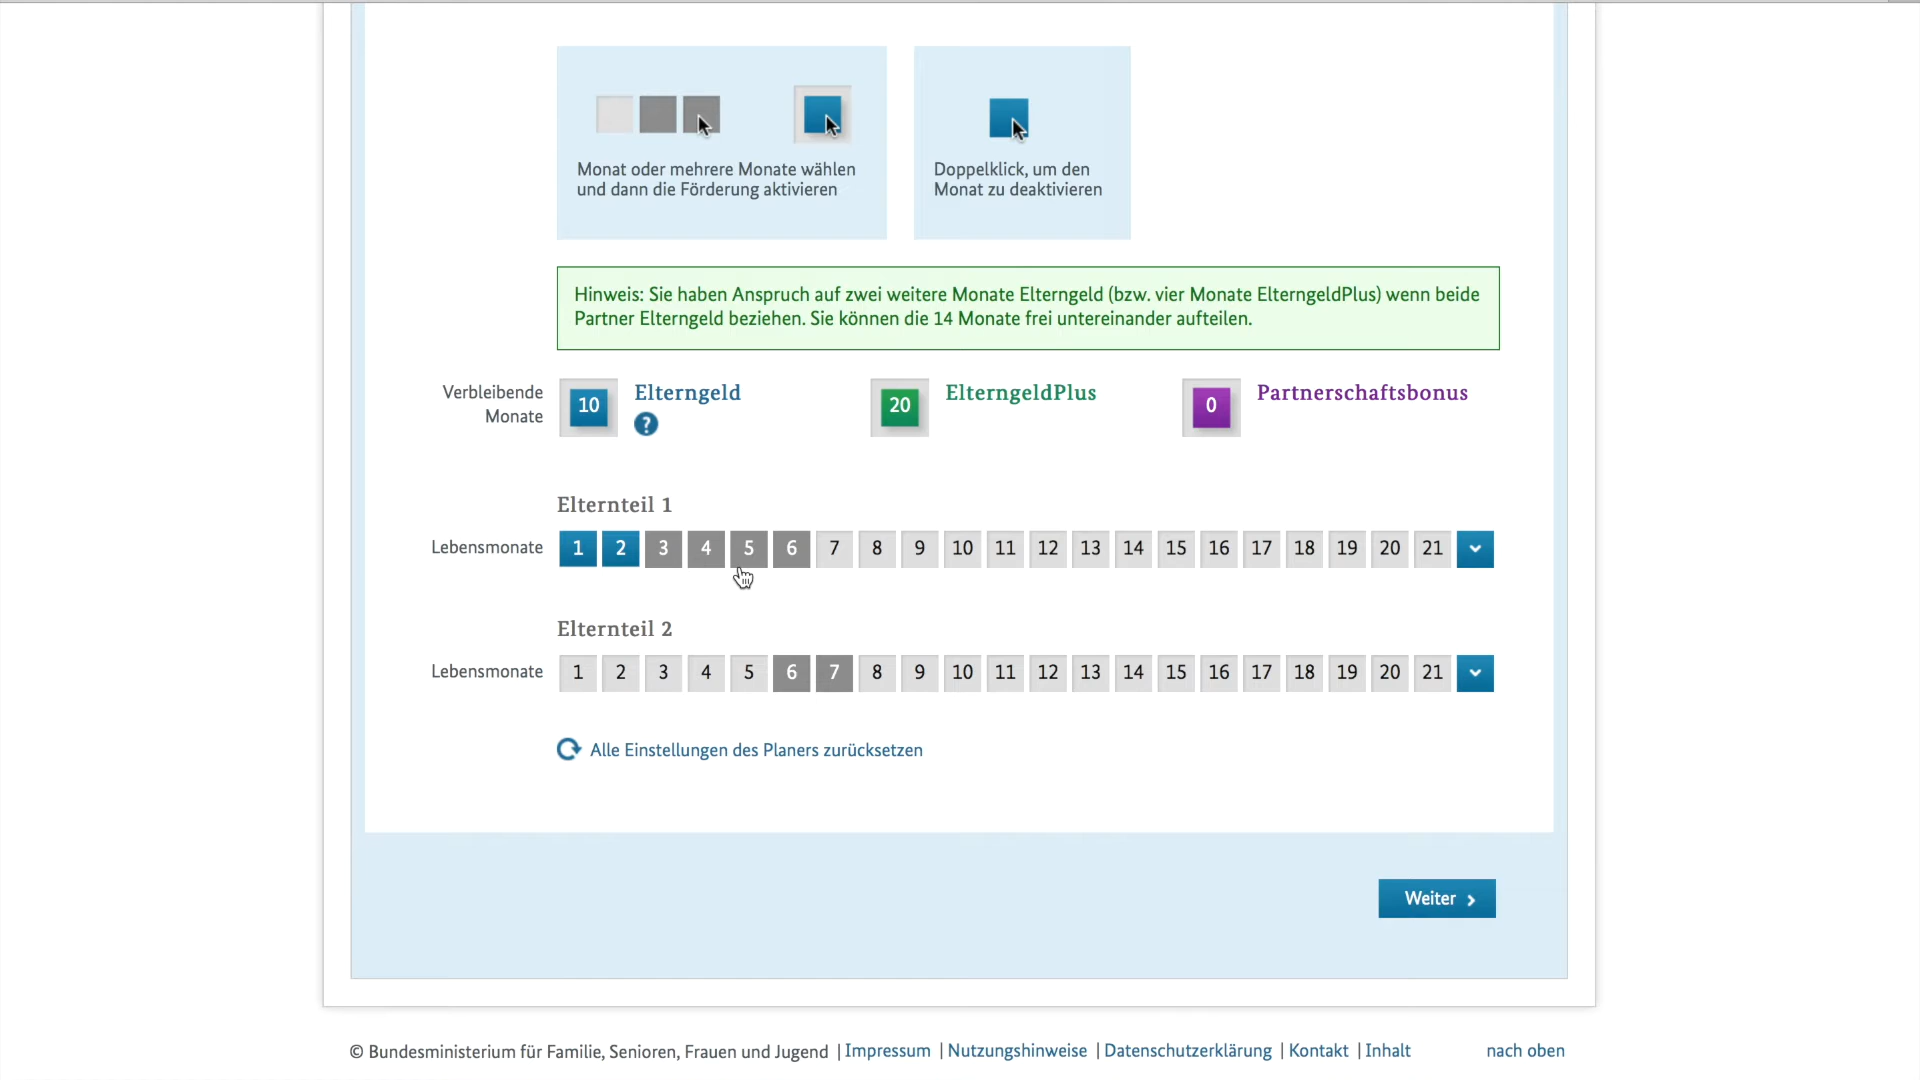 Monat oder mehrere Monate wählen
und dann die Förderung aktivieren
Doppelklick, um den
Monat zu deaktivieren
Hinweis: Sie haben Anspruch auf zwei weitere Monate Elterngeld (bzw. vier Monate ElterngeldPlus) wenn beide
Partner Elterngeld beziehen. Sie können die 14 Monate frei untereinander aufteilen.
Verbleibende
Monate
10 Elterngeld
?
20 ElterngeldPlus
0 Partnerschaftsbonus
Elternteil 1
Lebensmonate 1 2 3 4 5 6 7 8 9 10 11 12 13 14 15 16 17 18 19 20 21
Elternteil 2
Lebensmonate 1 2 3 4 5 6 7 8 9 10 11 12 13 14 15 16 17 18 19 20 21
Alle Einstellungen des Planers zurücksetzen
Weiter
© Bundesministerium für Familie, Senioren, Frauen und Jugend | Impressum | Nutzungshinweise | Datenschutzerklärung | Kontakt | Inhalt nach oben